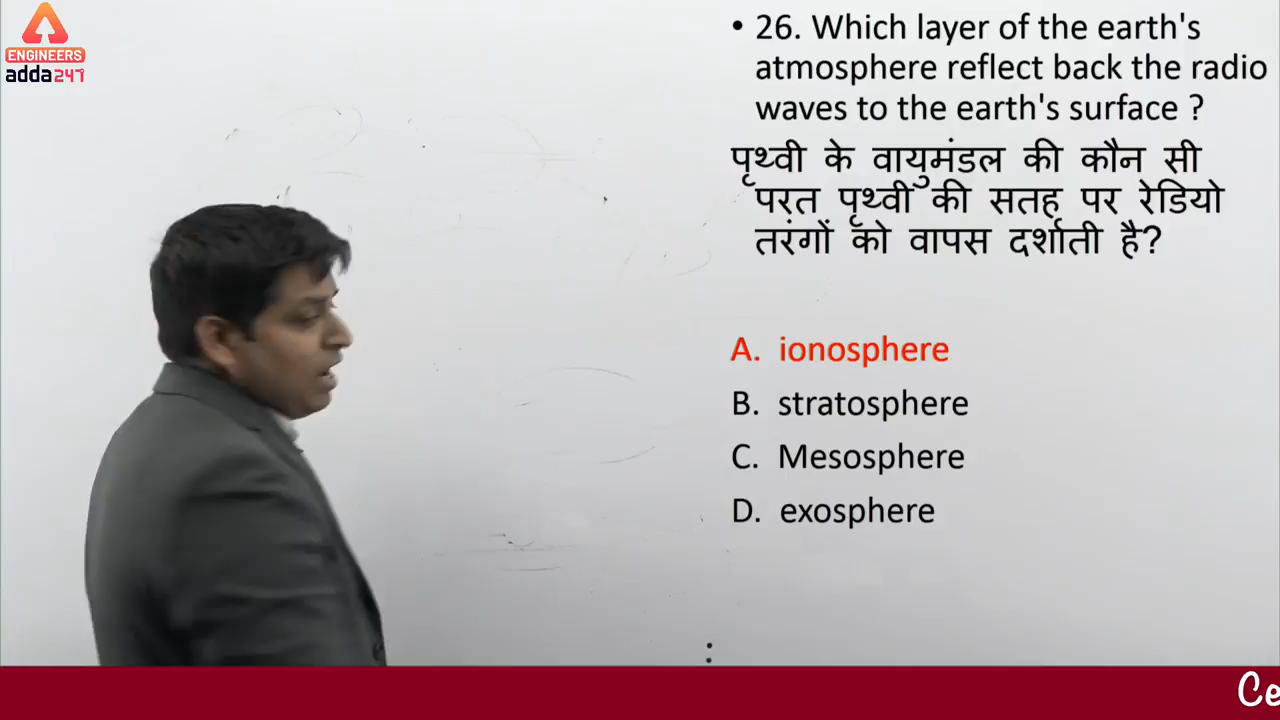 ENGINEERS
adda247
• 26. Which layer of the earth's
atmosphere reflect back the radio
waves to the earth's surface ?
पृथ्वी के वायुमंडल की कौन सी
परत पृथ्वी की सतह पर रेडियो
तरंगों को वापस दर्शाती है?
A. ionosphere
B. stratosphere
C. Mesosphere
D. exosphere
Ce